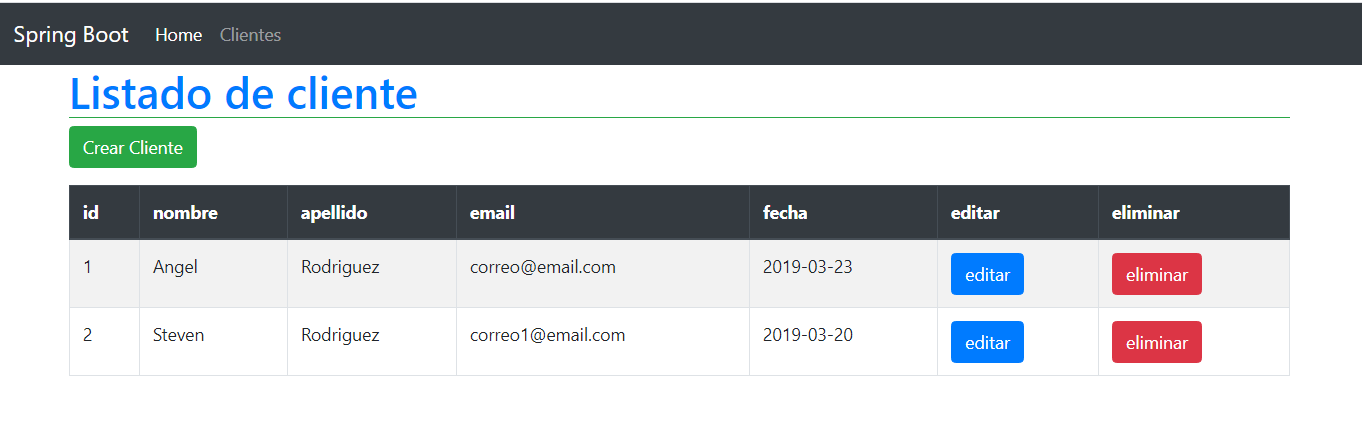 Spring Boot Home Clientes
Listado de cliente
Crear Cliente
id nombre apellido email fecha editar eliminar
1 Angel Rodriguez correo@email.com 2019-03-23 editar eliminar
2 Steven Rodriguez correo1@email.com 2019-03-20 editar eliminar